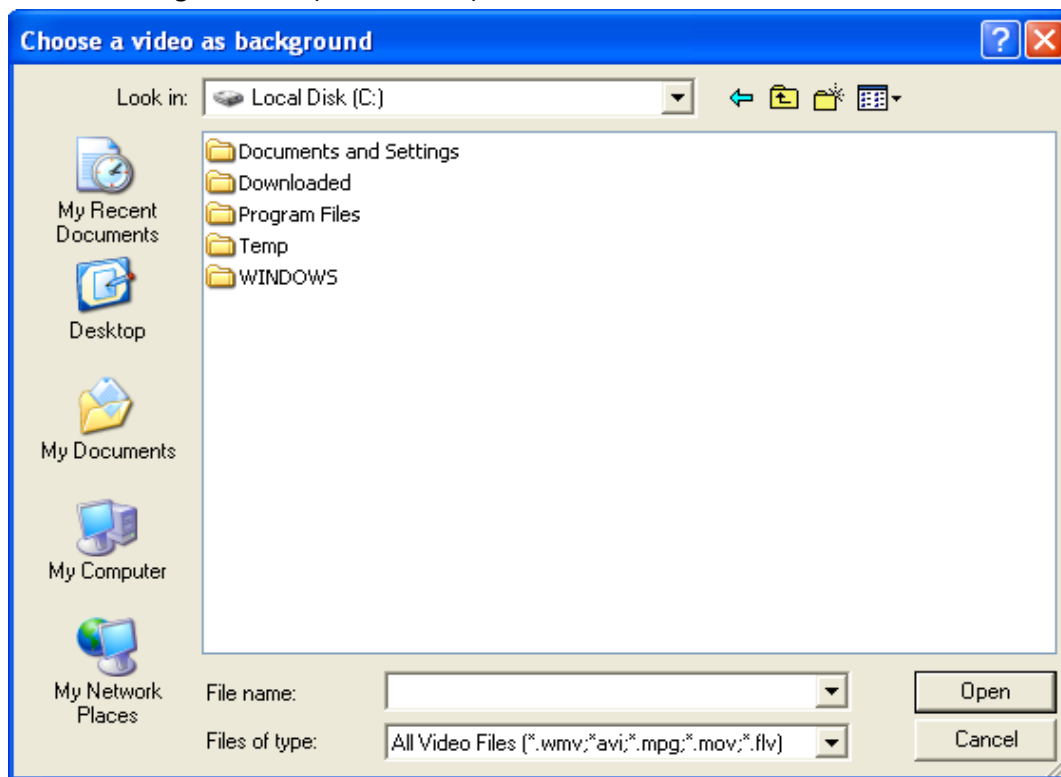 Choose a video as background
Look in:
Local Disk (C:)
My Recent
Documents
Desktop
My Documents
My Computer
My Network
Places
Documents and Settings
Downloaded
Program Files
Temp
WINDOWS
File name:
Open
Files of type:
All Video Files (*.wmv;*avi;*.mpg;*.mov;*.flv)
Cancel